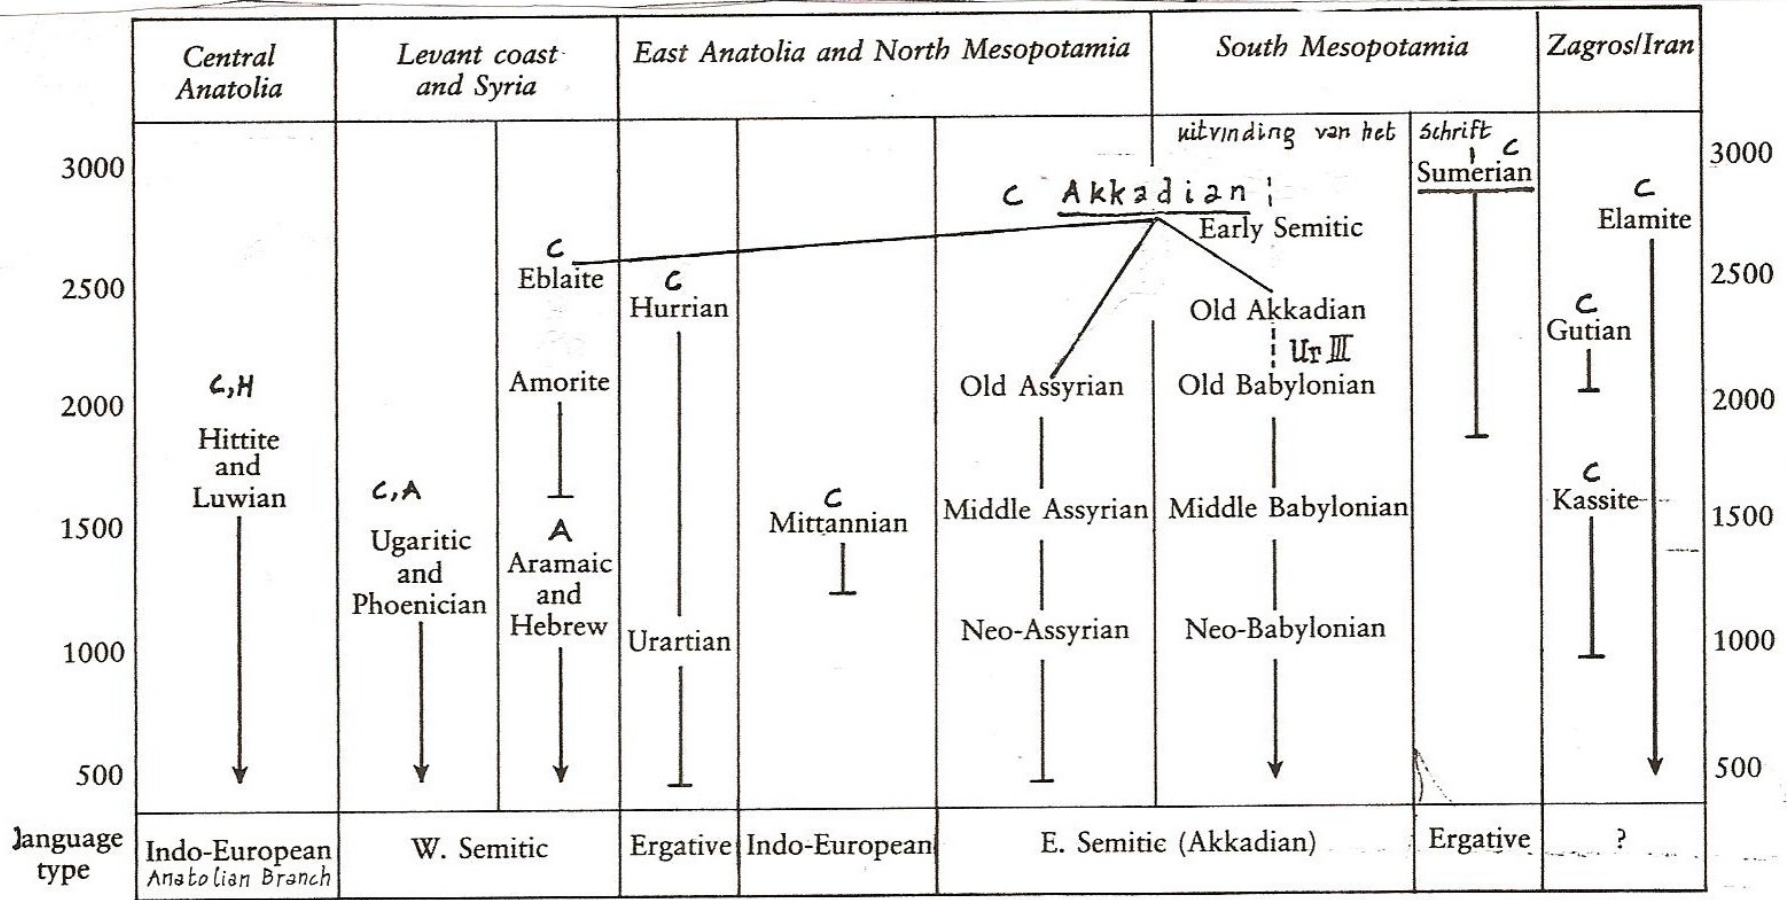 Central
Anatolia
Levant coast
and Syria
East Anatolia and North Mesopotamia
South Mesopotamia
Zagros/Iran
uitvinding van het schrift
3000
C
3000
C Akkadian
Sumerian
C
Early Semitic
Elamite
C
Eblaite
2500
C
2500
Hurrian
Old Akkadian
C
Gutian
Ur III
C,H
Amorite
Old Assyrian
Old Babylonian
2000
2000
Hittite
and
Luwian
C,A
C
C
Kassite
Mittannian
Middle Assyrian
Middle Babylonian
1500
1500
A
Ugaritic
and
Phoenician
Aramaic
and
Hebrew
Urartian
Neo-Assyrian
Neo-Babylonian
1000
1000
500
500
language
type
Indo-European
Anatolian Branch
W. Semitic
Ergative
Indo-European
E. Semitic (Akkadian)
Ergative
?